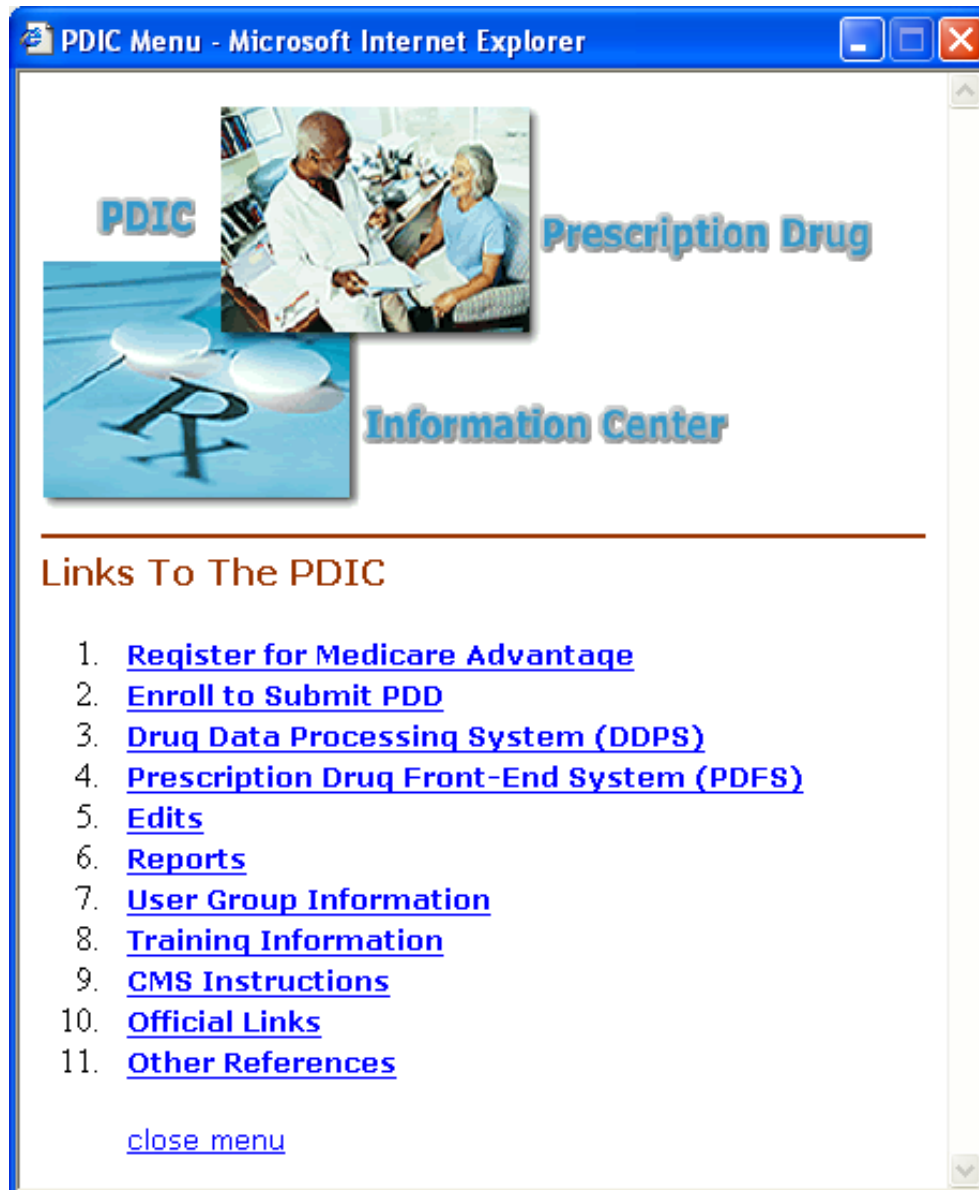 PDIC Menu - Microsoft Internet Explorer
PDIC
Prescription Drug
Rx
Information Center
Links To The PDIC
1. Register for Medicare Advantage
2. Enroll to Submit PDD
3. Drug Data Processing System (DDPS)
4. Prescription Drug Front-End System (PDFS)
5. Edits
6. Reports
7. User Group Information
8. Training Information
9. CMS Instructions
10. Official Links
11. Other References
close menu